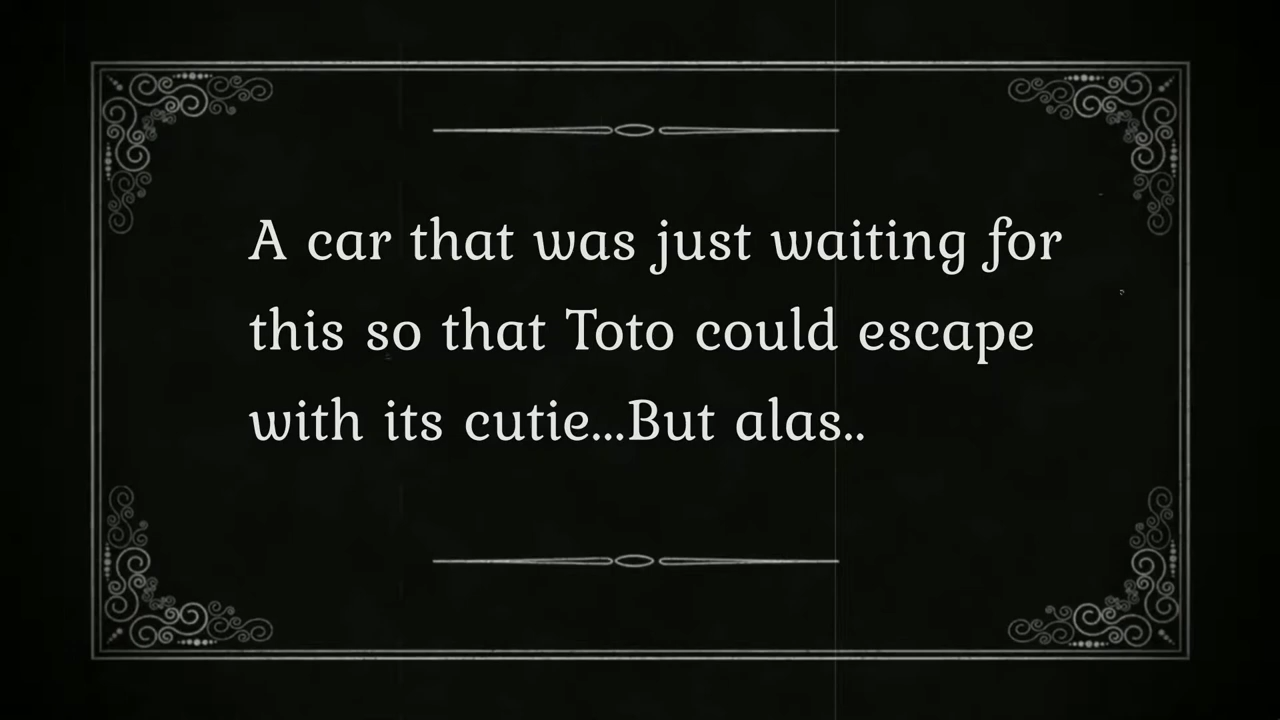 A car that was just waiting for
this so that Toto could escape
with its cutie...But alas..